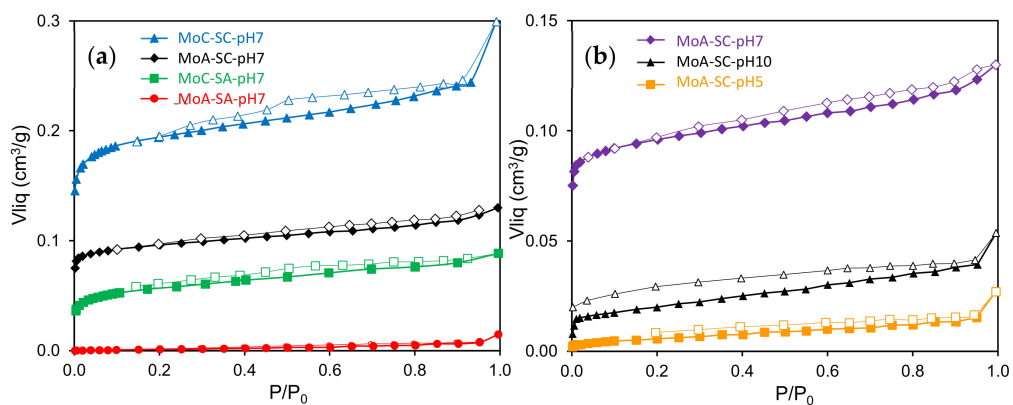 (a)
MoC-SC-pH7
MoA-SC-pH7
MoC-SA-pH7
_MoA-SA-pH7
0.3
0.2
0.1
0.0
Vliq (cm³/g)
0.0 0.2 0.4 0.6 0.8 1.0
P/P₀
(b)
MoA-SC-pH7
MoA-SC-pH10
MoA-SC-pH5
0.15
0.10
0.05
0.00
Vliq (cm³/g)
0.0 0.2 0.4 0.6 0.8 1.0
P/P₀